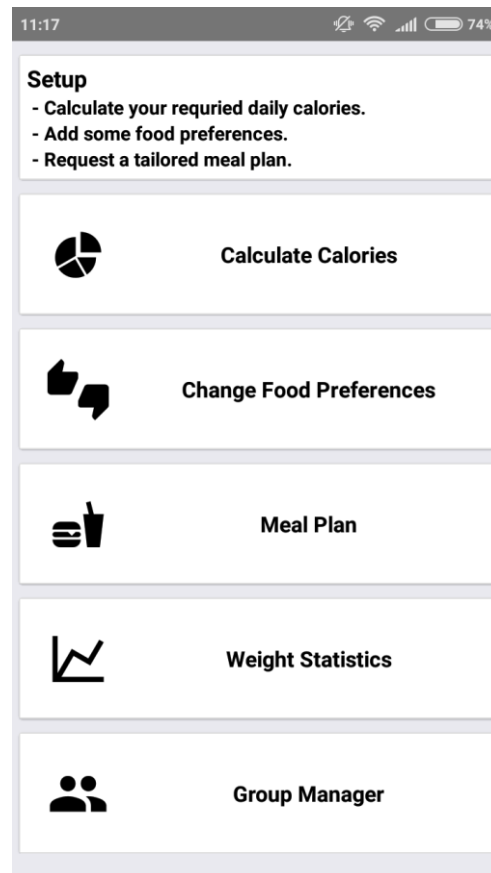 11:17 74%
Setup
- Calculate your requried daily calories.
- Add some food preferences.
- Request a tailored meal plan.
Calculate Calories
Change Food Preferences
Meal Plan
Weight Statistics
Group Manager